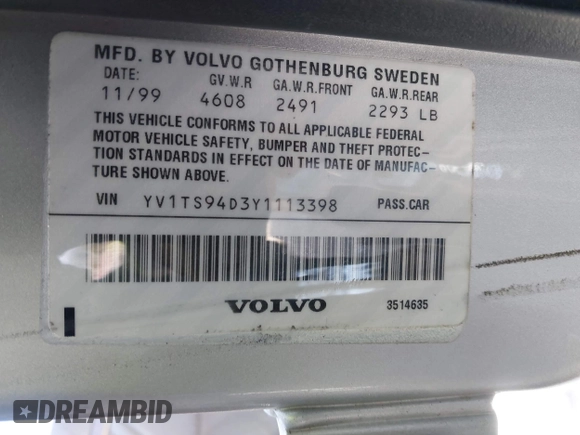 MFD. BY VOLVO GOTHENBURG SWEDEN
DATE: GV.W.R GA.W.R.FRONT GA.W.R.REAR
11/99 4608 2491 2293 LB
THIS VEHICLE CONFORMS TO ALL APPLICABLE FEDERAL
MOTOR VEHICLE SAFETY, BUMPER AND THEFT PROTEC-
TION STANDARDS IN EFFECT ON THE DATE OF MANUFAC-
TURE SHOWN ABOVE.
VIN YV1TS94D3Y1113398 PASS.CAR
VOLVO 3514635
DREAMBID